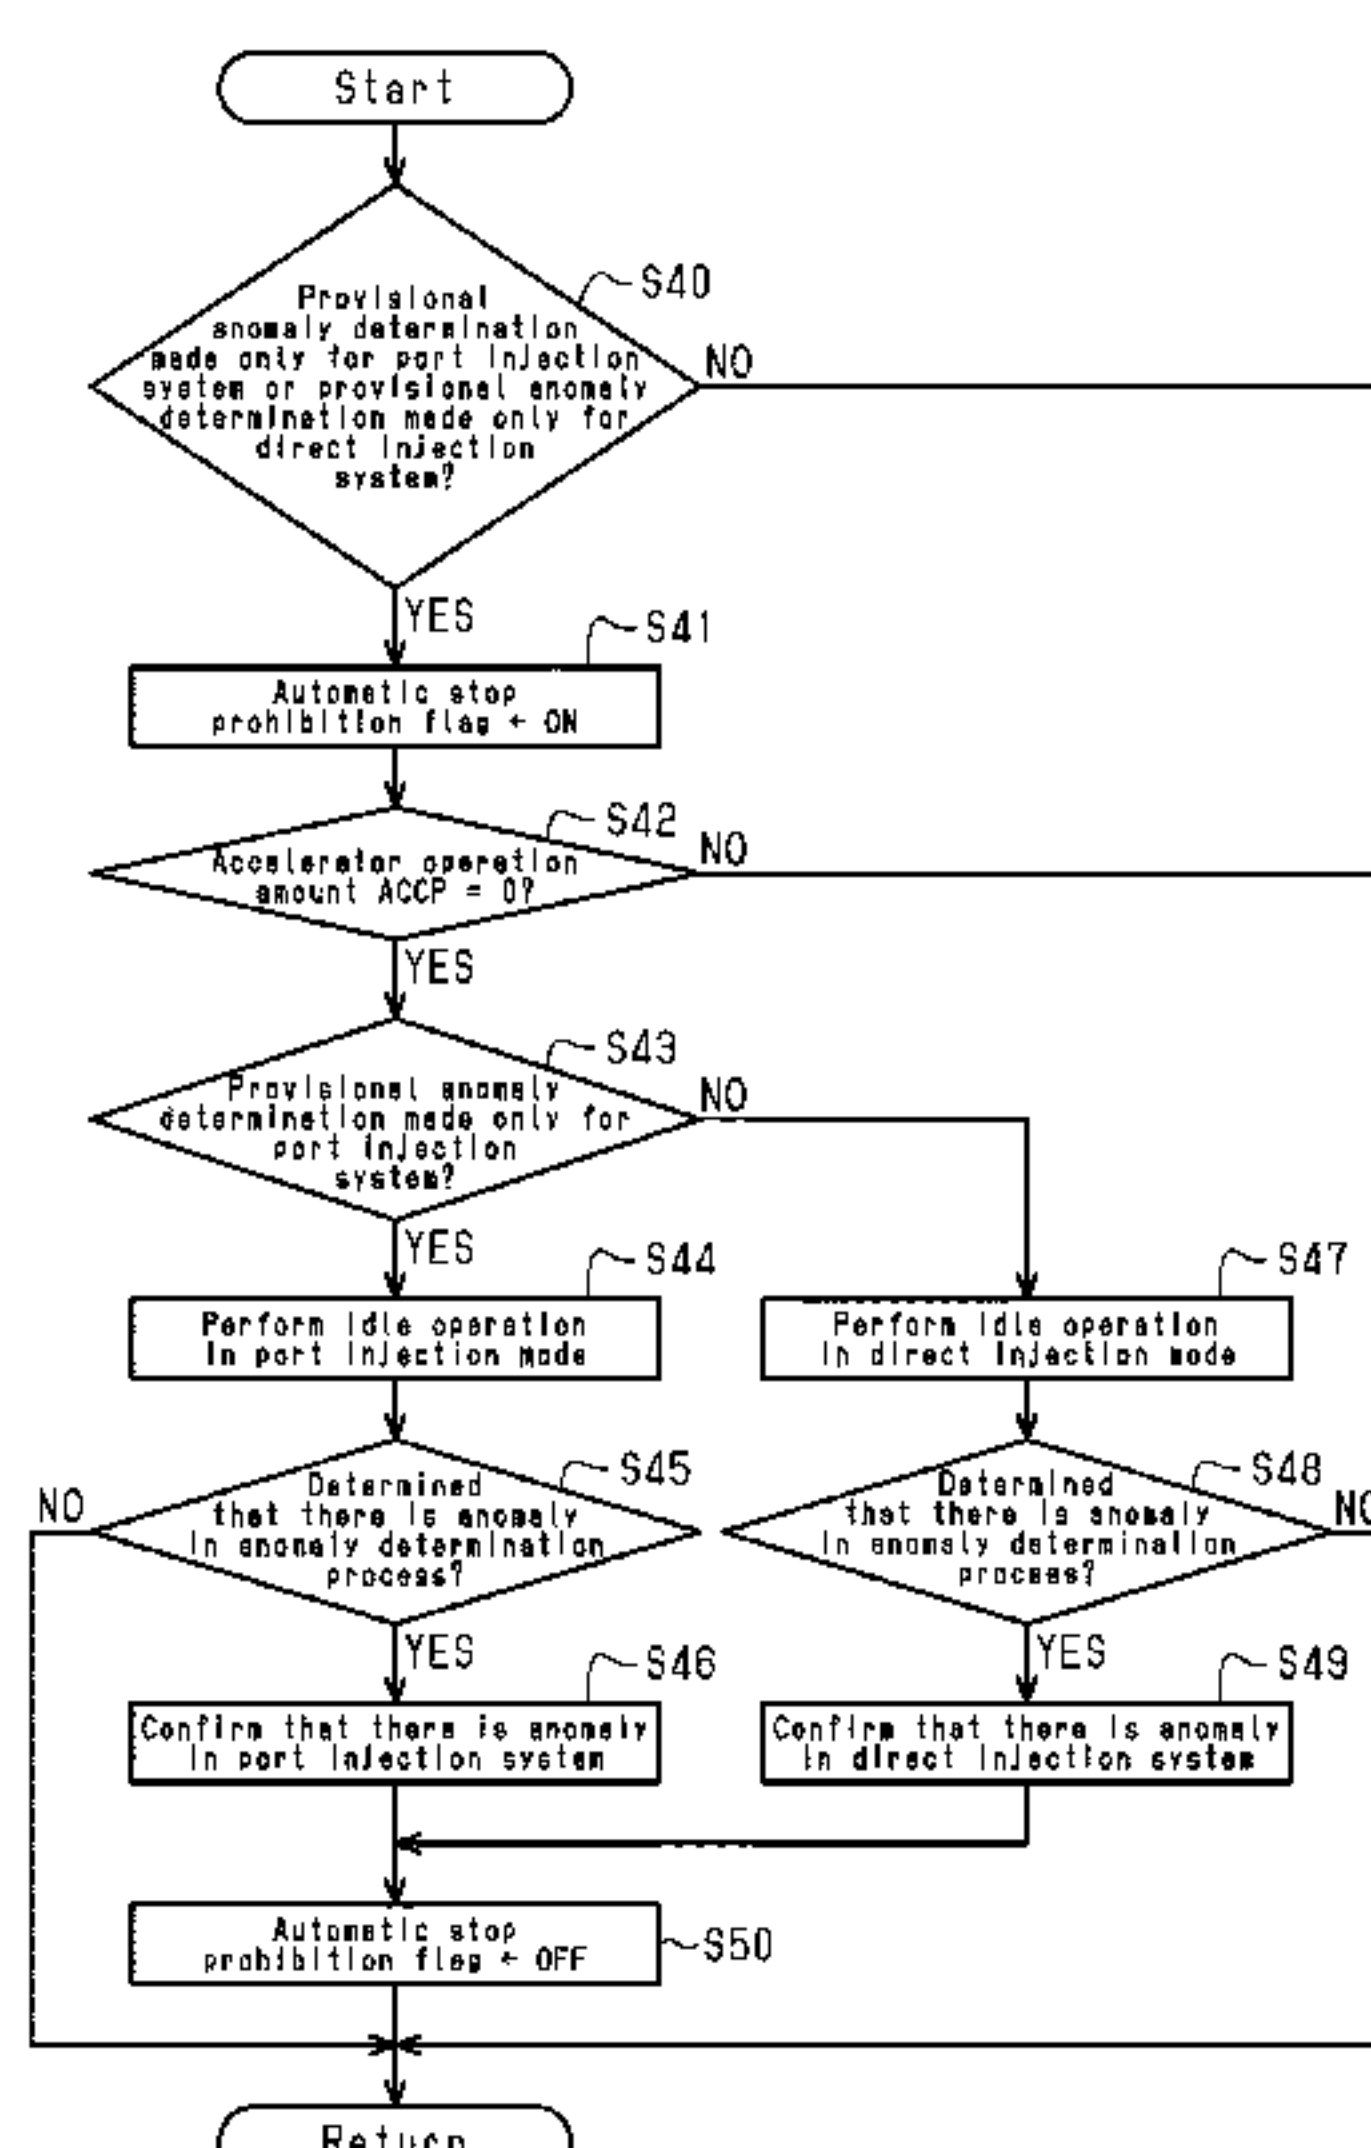 Start
S40
Provisional
anomaly determination
made only for port injection
system or provisional anomaly
determination made only for
direct injection
system?
NO
YES
S41
Automatic stop
prohibition flag ← ON
S42
Accelerator operation
amount ACCP = 0?
NO
YES
S43
Provisional anomaly
determination made only for
port injection
system?
NO
YES
S44
Perform idle operation
in port injection mode
S47
Perform idle operation
in direct injection mode
S45
Determined
that there is anomaly
in anomaly determination
process?
NO
YES
S48
Determined
that there is anomaly
in anomaly determination
process?
NO
YES
S46
Confirm that there is anomaly
in port injection system
S49
Confirm that there is anomaly
in direct injection system
S50
Automatic stop
prohibition flag ← OFF
Return